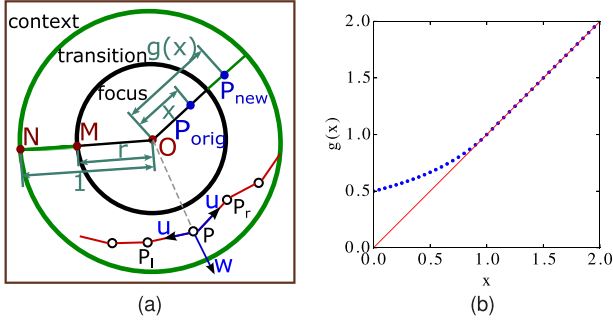 context
transition
focus
g(x)
x
P new
P orig
N
M
O
r
1
u
u
P r
P
P l
w
(a)
2.0
1.5
1.0
0.5
0.0
g(x)
0.0 0.5 1.0 1.5 2.0
x
(b)